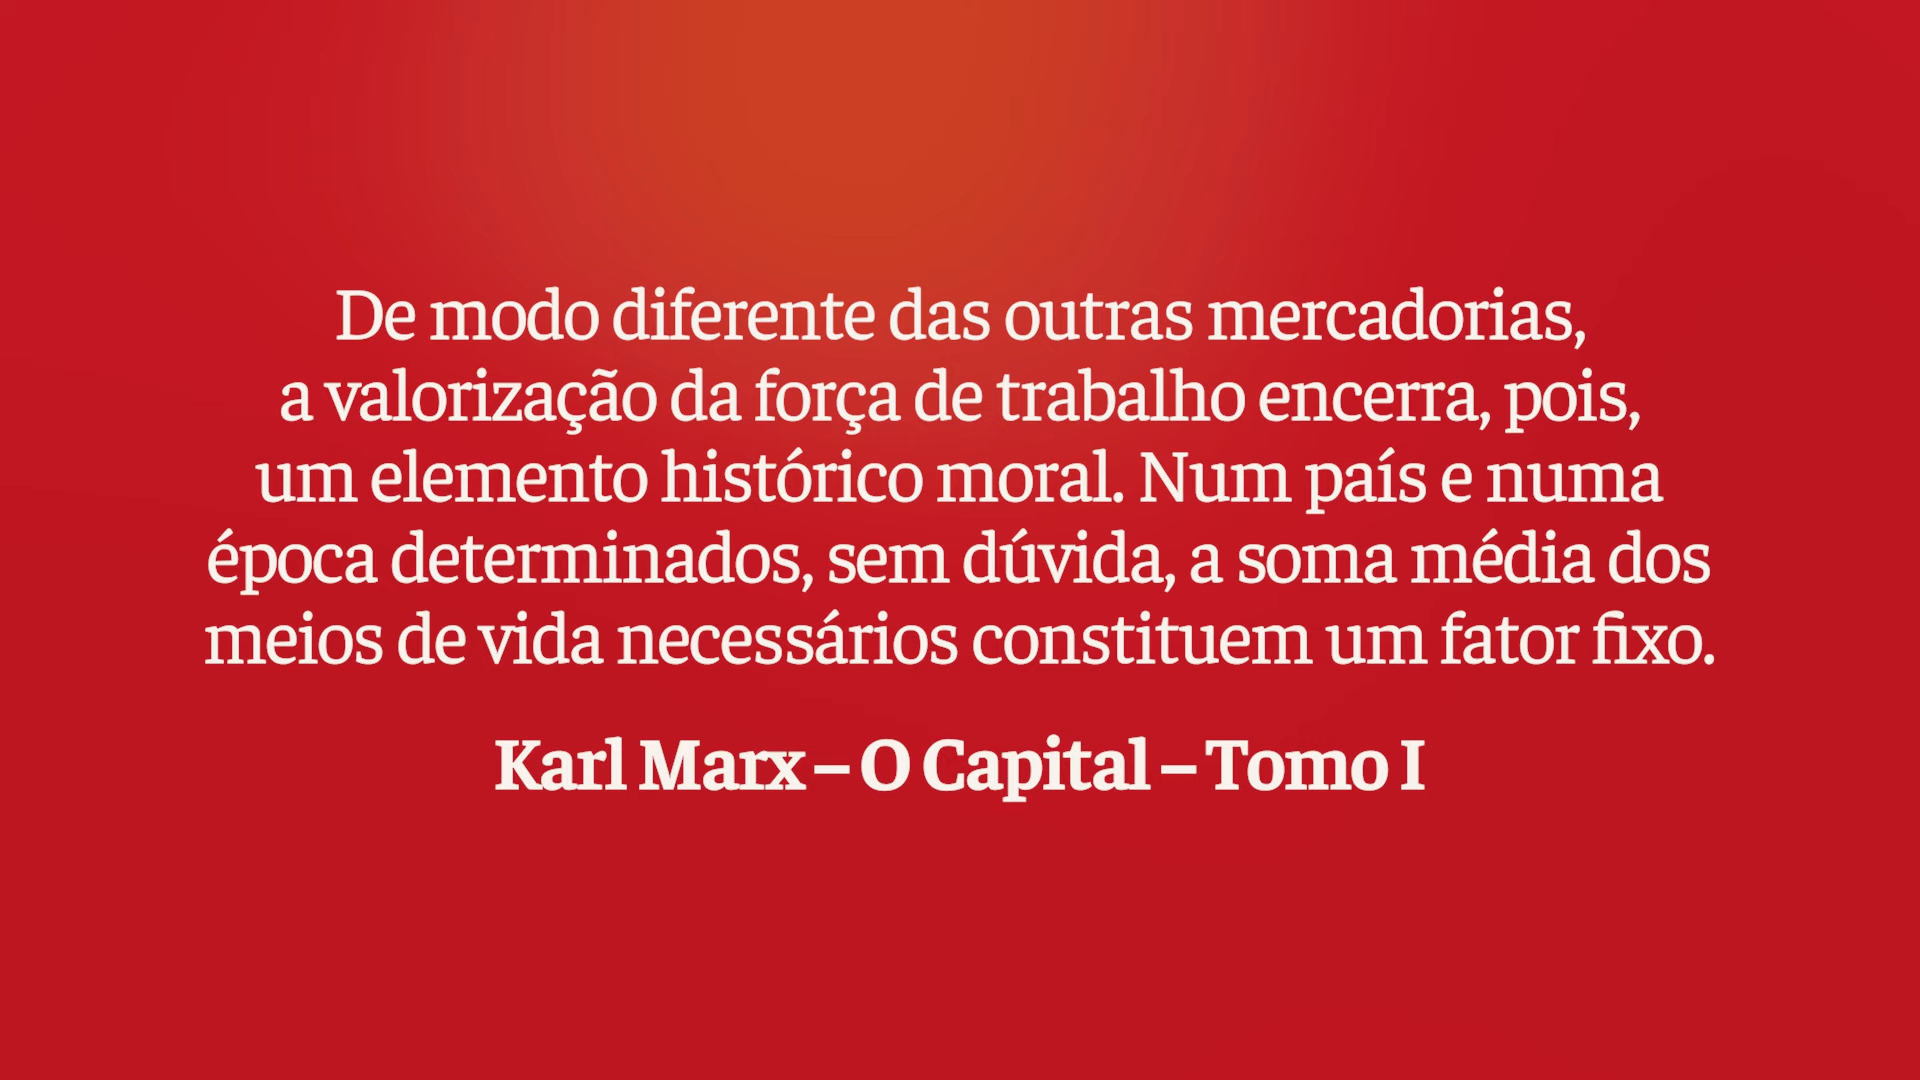 De modo diferente das outras mercadorias,
a valorização da força de trabalho encerra, pois,
um elemento histórico moral. Num país e numa
época determinados, sem dúvida, a soma média dos
meios de vida necessários constituem um fator fixo.
Karl Marx – O Capital – Tomo I